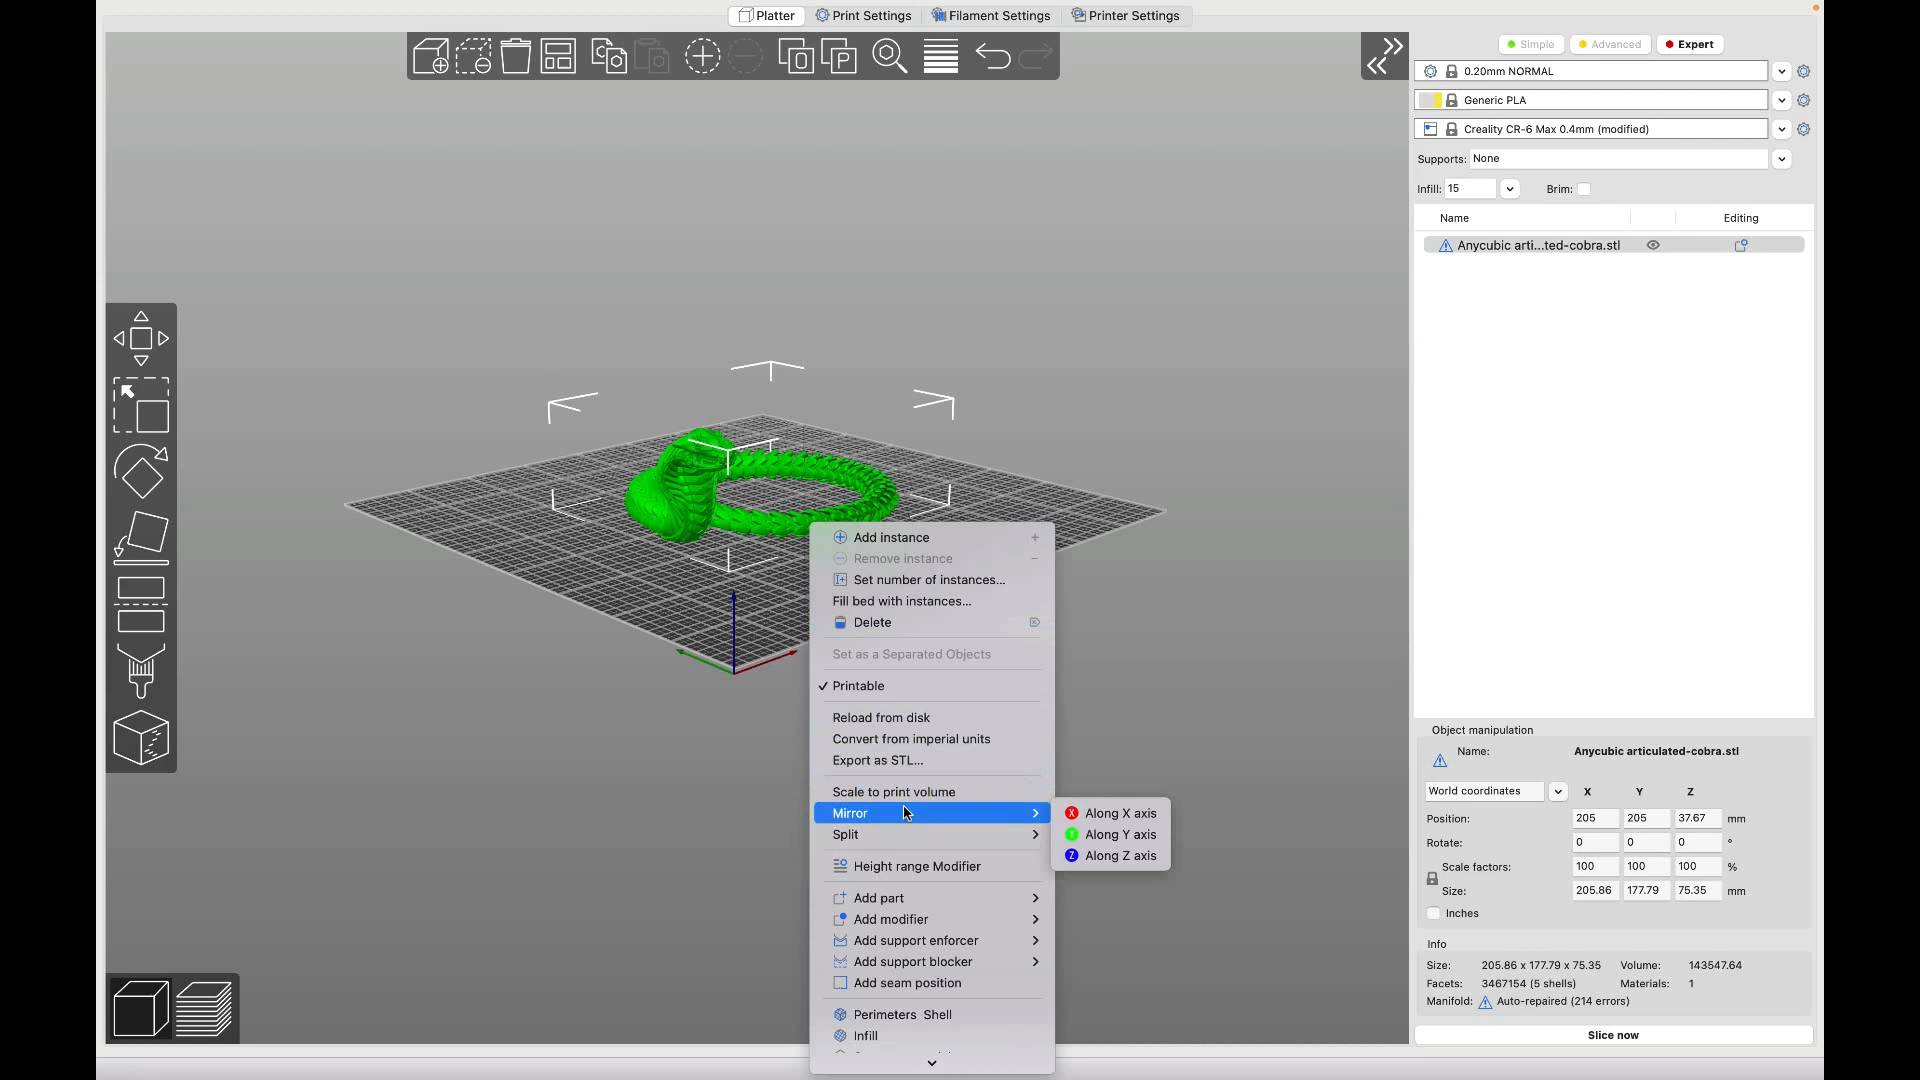 Platter Print Settings Filament Settings Printer Settings
Simple Advanced Expert
0.20mm NORMAL
Generic PLA
Creality CR-6 Max 0.4mm (modified)
Supports: None
Infill: 15 Brim:
Name Editing
Anycubic arti...ted-cobra.stl
Add instance +
Remove instance −
Set number of instances...
Fill bed with instances...
Delete
Set as a Separated Objects
Printable
Reload from disk
Convert from imperial units
Export as STL...
Scale to print volume
Mirror
Split
Height range Modifier
Add part
Add modifier
Add support enforcer
Add support blocker
Add seam position
Perimeters Shell
Infill
X Along X axis
Along Y axis
Z Along Z axis
Object manipulation
Name: Anycubic articulated-cobra.stl
World coordinates X Y Z
Position: 205 205 37.67 mm
Rotate: 0 0 0 °
Scale factors: 100 100 100 %
Size: 205.86 177.79 75.35 mm
Inches
Info
Size: 205.86 x 177.79 x 75.35 Volume: 143547.64
Facets: 3467154 (5 shells) Materials: 1
Manifold: Auto-repaired (214 errors)
Slice now